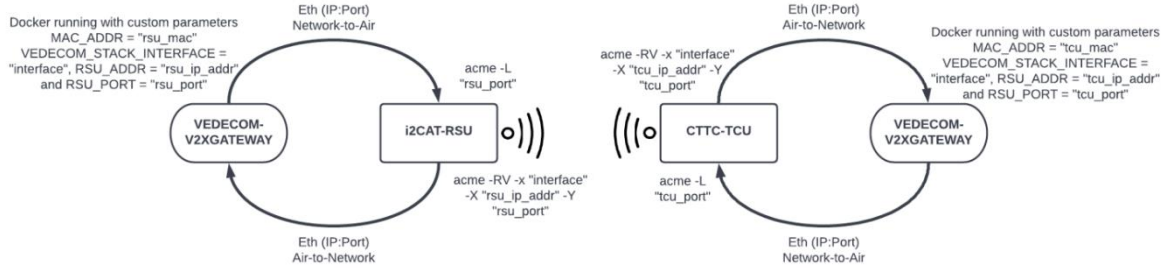 Eth (IP:Port)
Network-to-Air
Docker running with custom parameters
MAC_ADDR = "rsu_mac"
VEDECOM_STACK_INTERFACE =
"interface", RSU_ADDR = "rsu_ip_addr"
and RSU_PORT = "rsu_port"
acme -L
"rsu_port"
VEDECOM-
V2XGATEWAY
i2CAT-RSU
acme -RV -x "interface"
-X "rsu_ip_addr" -Y
"rsu_port"
Eth (IP:Port)
Air-to-Network
Eth (IP:Port)
Air-to-Network
acme -RV -x "interface"
-X "tcu_ip_addr" -Y
"tcu_port"
Docker running with custom parameters
MAC_ADDR = "tcu_mac"
VEDECOM_STACK_INTERFACE =
"interface", RSU_ADDR = "tcu_ip_addr"
and RSU_PORT = "tcu_port"
CTTC-TCU
VEDECOM-
V2XGATEWAY
acme -L
"tcu_port"
Eth (IP:Port)
Network-to-Air